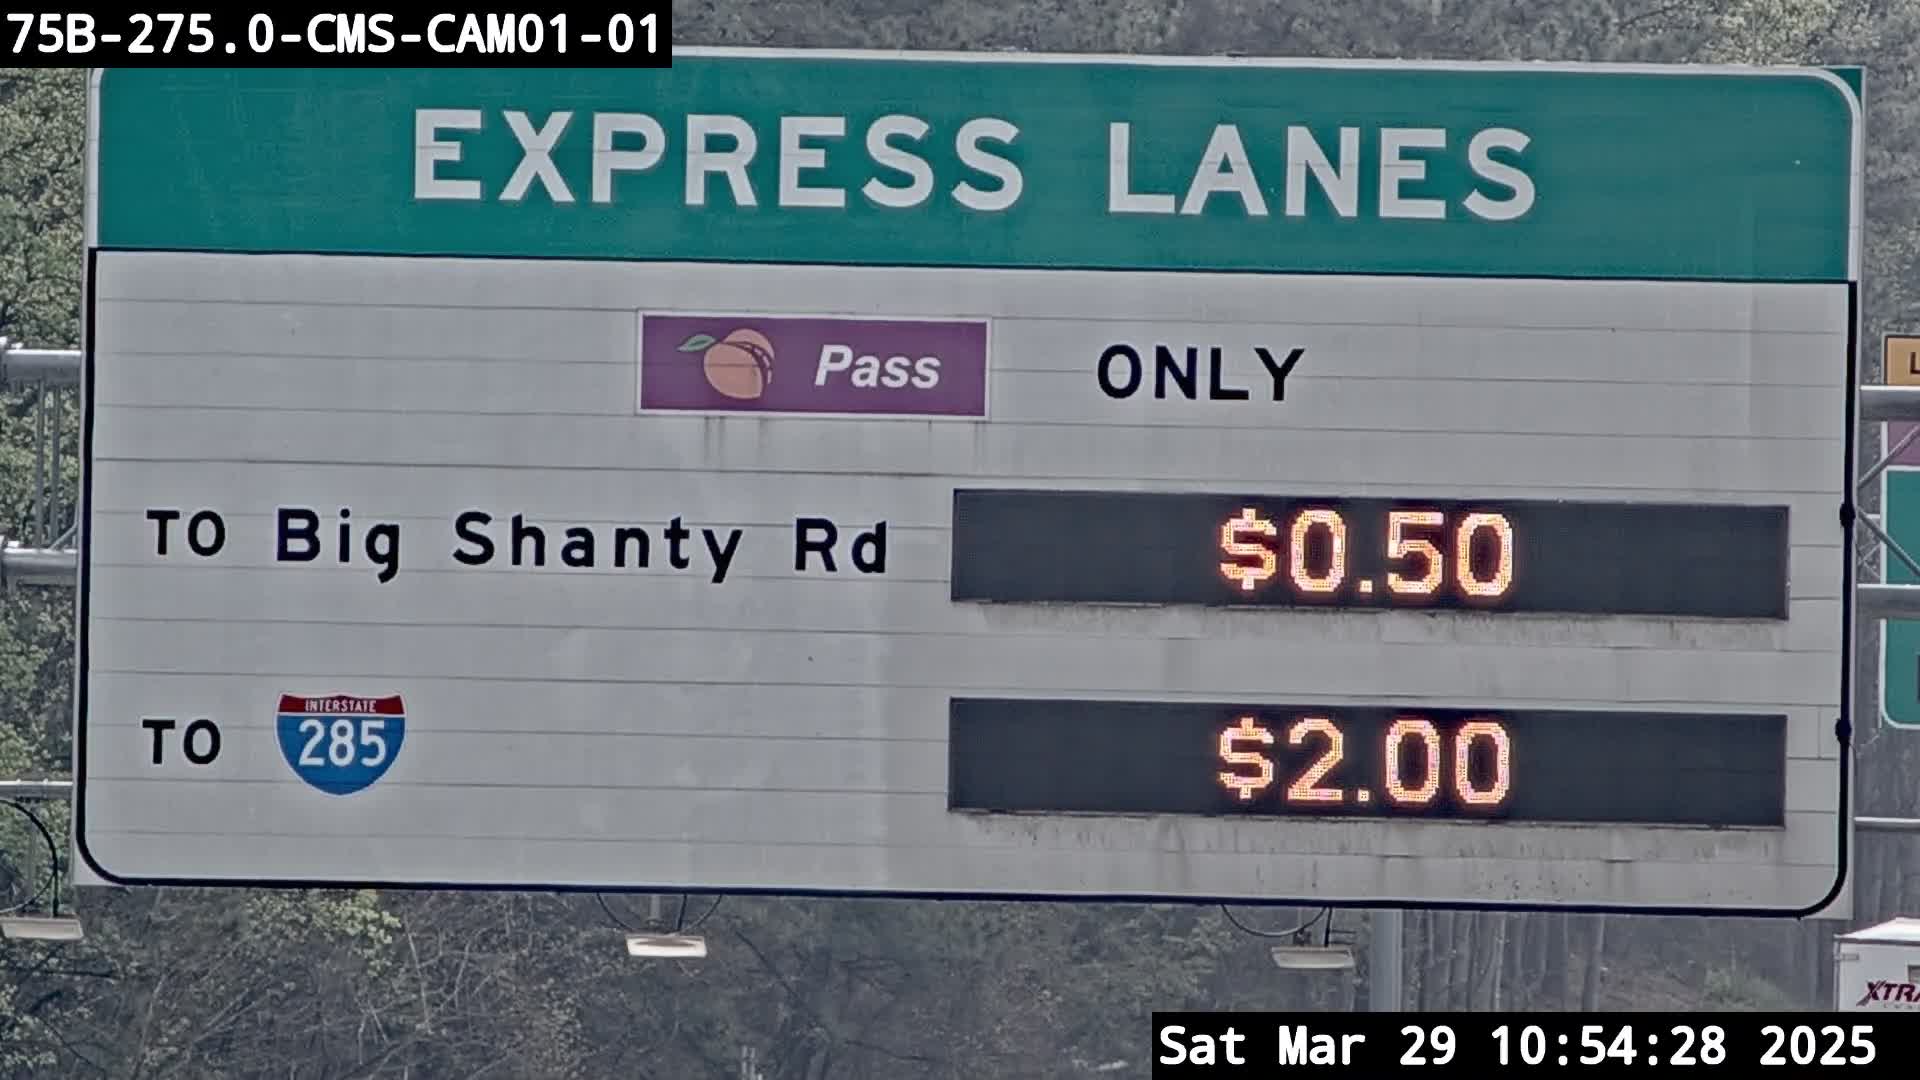 75B-275.0-CMS-CAM01-01
EXPRESS LANES
Pass ONLY
TO Big Shanty Rd $0.50
INTERSTATE
TO 285 $2.00
Sat Mar 29 10:54:28 2025